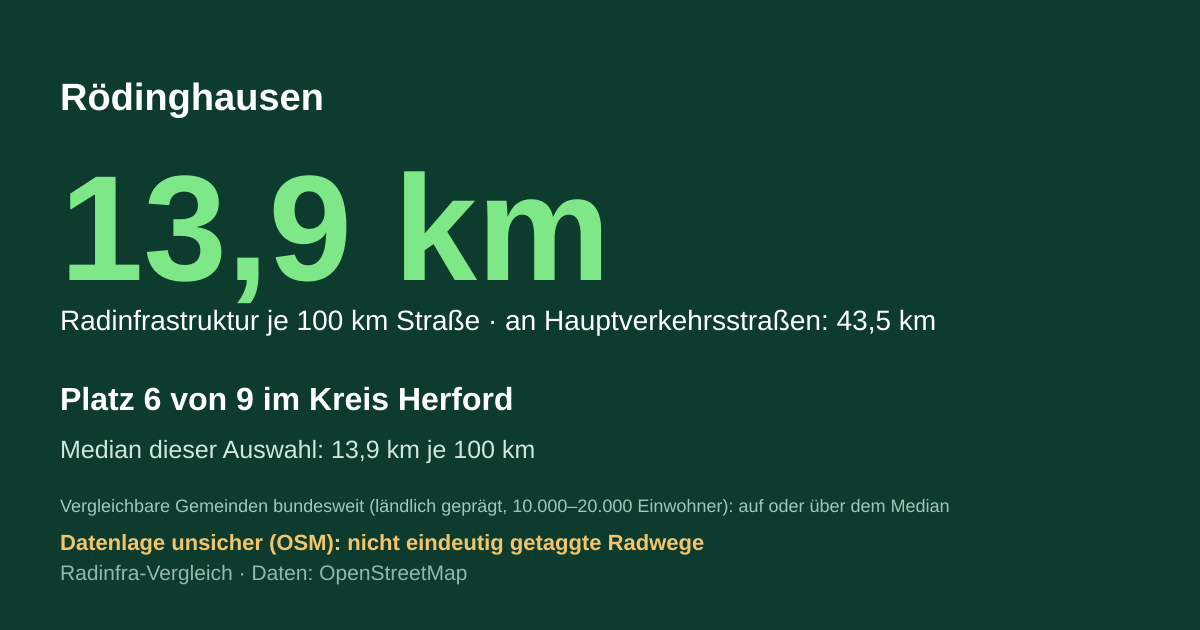 Rödinghausen
13,9 km
Radinfrastruktur je 100 km Straße · an Hauptverkehrsstraßen: 43,5 km
Platz 6 von 9 im Kreis Herford
Median dieser Auswahl: 13,9 km je 100 km
Vergleichbare Gemeinden bundesweit (ländlich geprägt, 10.000–20.000 Einwohner): auf oder über dem Median
Datenlage unsicher (OSM): nicht eindeutig getaggte Radwege
Radinfra-Vergleich · Daten: OpenStreetMap